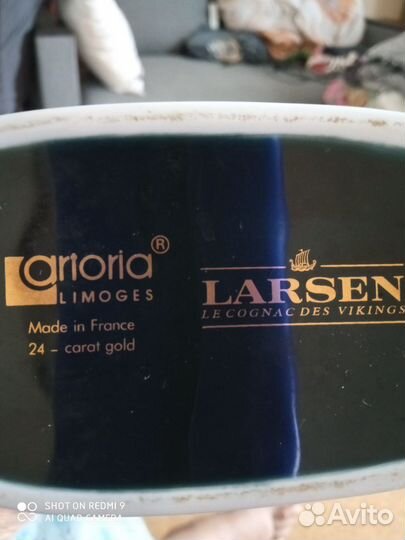 artoria®
LIMOGES
Made in France
24 - carat gold
LARSEN
LE COGNAC DES VIKINGS
SHOT ON REDMI 9
AI QUAD CAMERA
Avito